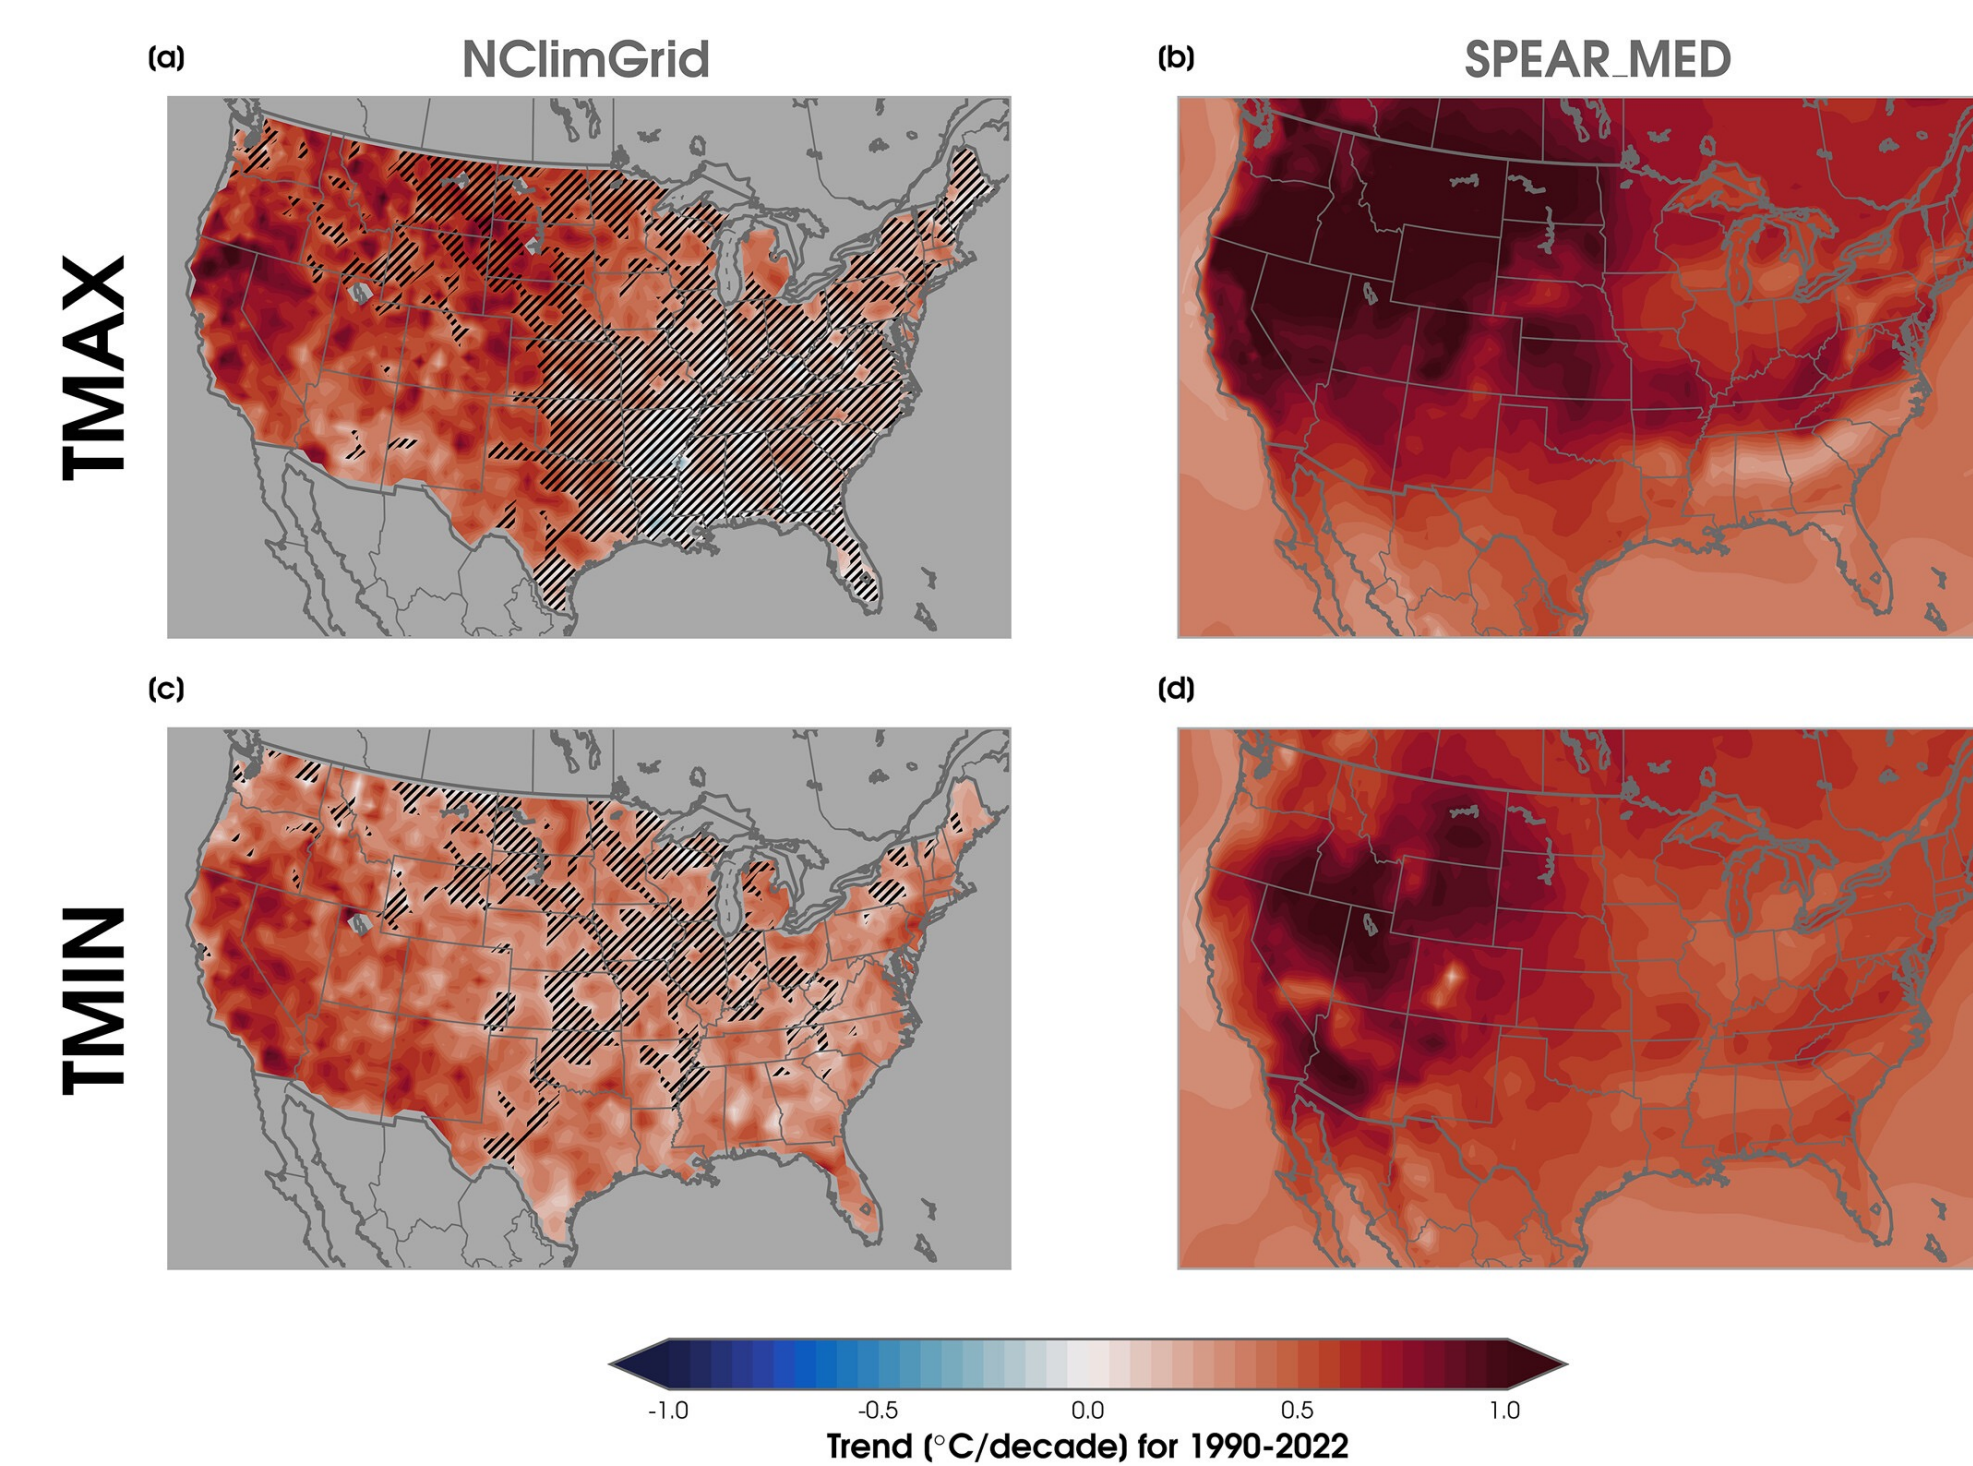 (a) NClimGrid (b) SPEAR_MED
TMAX
(c) (d)
TMIN
-1.0 -0.5 0.0 0.5 1.0
Trend (°C/decade) for 1990-2022